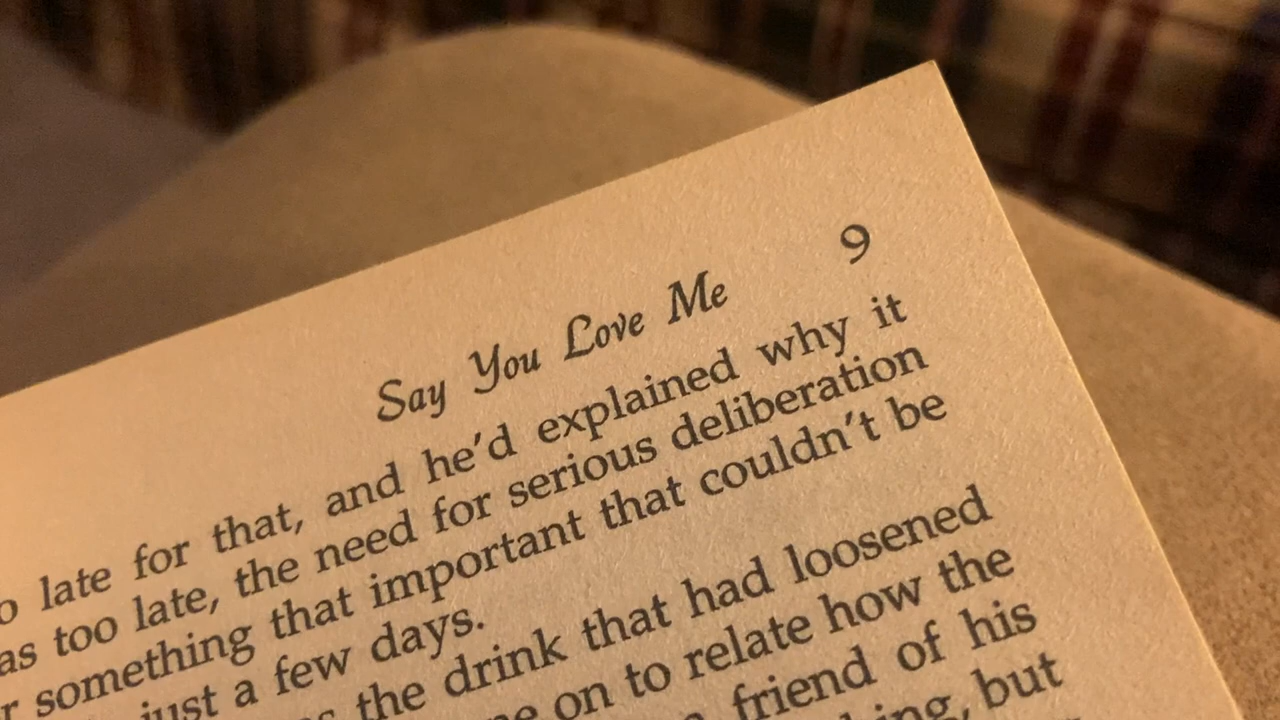 Say You Love Me 9
late for that, and he'd explained why it
as too late, the need for serious deliberation
something that important that couldn't be
just a few days.
the drink that had loosened
on to relate how the
friend of his
but